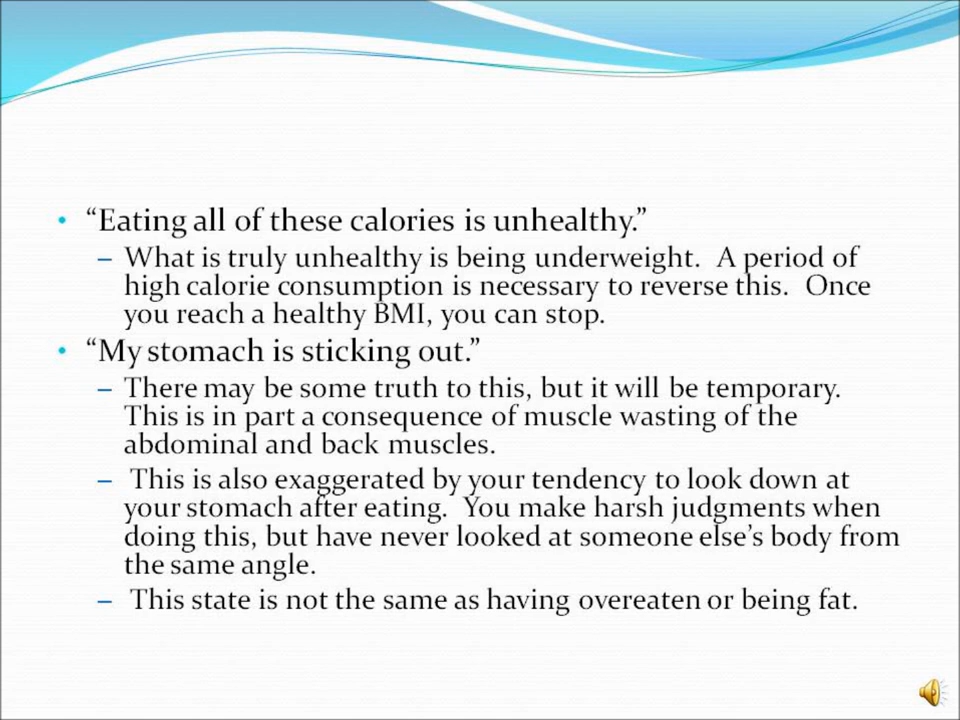 • “Eating all of these calories is unhealthy.”
– What is truly unhealthy is being underweight.  A period of
high calorie consumption is necessary to reverse this.  Once
you reach a healthy BMI, you can stop.
• “My stomach is sticking out.”
– There may be some truth to this, but it will be temporary.
This is in part a consequence of muscle wasting of the
abdominal and back muscles.
– This is also exaggerated by your tendency to look down at
your stomach after eating.  You make harsh judgments when
doing this, but have never looked at someone else’s body from
the same angle.
– This state is not the same as having overeaten or being fat.